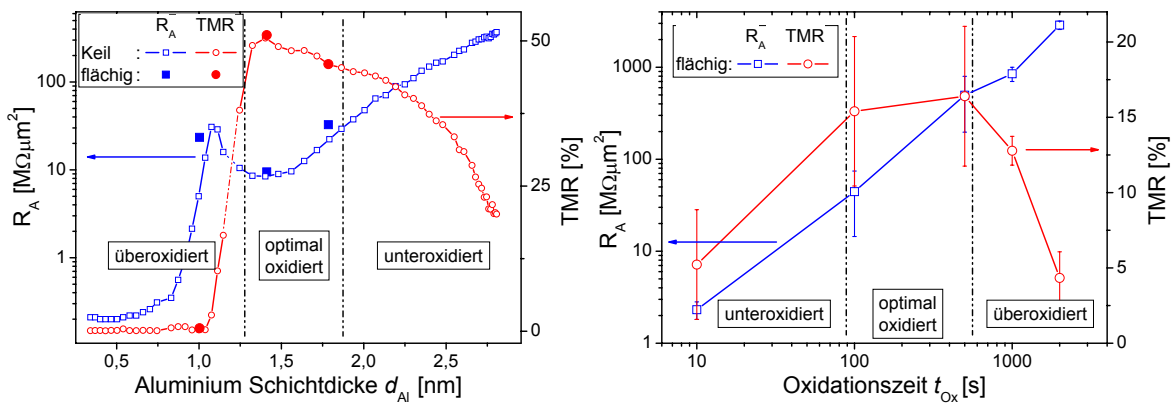 R_A TMR
Keil :
flächig :
100
10
1
R_A [MΩµm²]
50
25
0
TMR [%]
überoxidiert
optimal
oxidiert
unteroxidiert
0,5 1,0 1,5 2,0 2,5
Aluminium Schichtdicke d_Al [nm]
R_A TMR
flächig:
1000
100
10
1
R_A [MΩµm²]
20
15
10
5
0
TMR [%]
unteroxidiert
optimal
oxidiert
überoxidiert
10 100 1000
Oxidationszeit t_Ox [s]